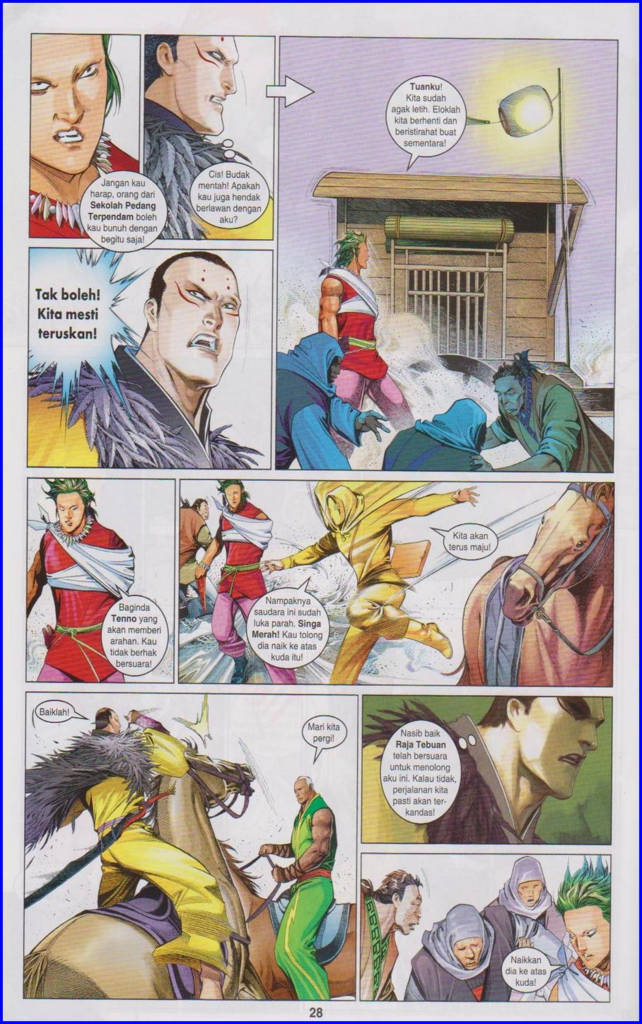 Jangan kau
harap, orang dari
Sekolah Pedang
Terpendam boleh
kau bunuh dengan
begitu saja!
Cis! Budak
mentah! Apakah
kau juga hendak
berlawan dengan
aku?
Tak boleh!
Kita mesti
teruskan!
Tuanku!
Kita sudah
agak letih. Eloklah
kita berhenti dan
beristirahat buat
sementara!
Baginda
Tenno yang
akan memberi
arahan. Kau
tidak berhak
bersuara!
Nampaknya
saudara ini sudah
luka parah. Singa
Merah! Kau tolong
dia naik ke atas
kuda itu!
Kita akan
terus maju!
Baiklah!
Mari kita
pergi!
Nasib baik
Raja Tebuan
telah bersuara
untuk menolong
aku ini. Kalau tidak,
perjalanan kita
pasti akan ter-
kandas!
Naikkan
dia ke atas
kuda!
28